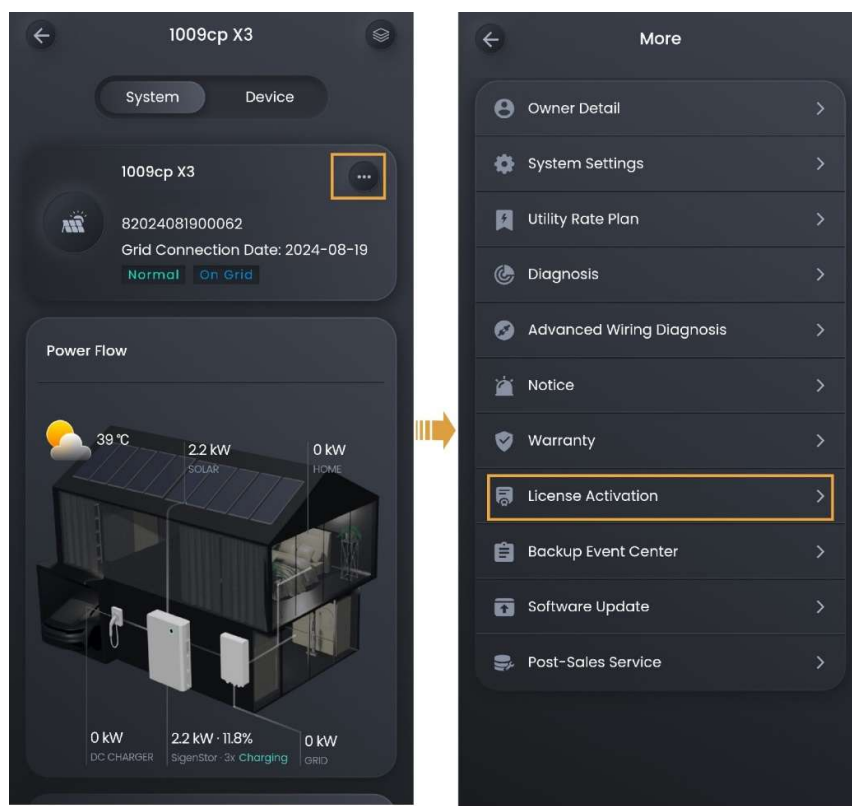 1009cp X3
System Device
1009cp X3
82024081900062
Grid Connection Date: 2024-08-19
Normal On Grid
Power Flow
39 °C
2.2 kW
SOLAR
0 kW
HOME
0 kW
DC CHARGER
2.2 kW · 11.8%
SigenStor · 3x Charging
0 kW
GRID
More
Owner Detail
System Settings
Utility Rate Plan
Diagnosis
Advanced Wiring Diagnosis
Notice
Warranty
License Activation
Backup Event Center
Software Update
Post-Sales Service